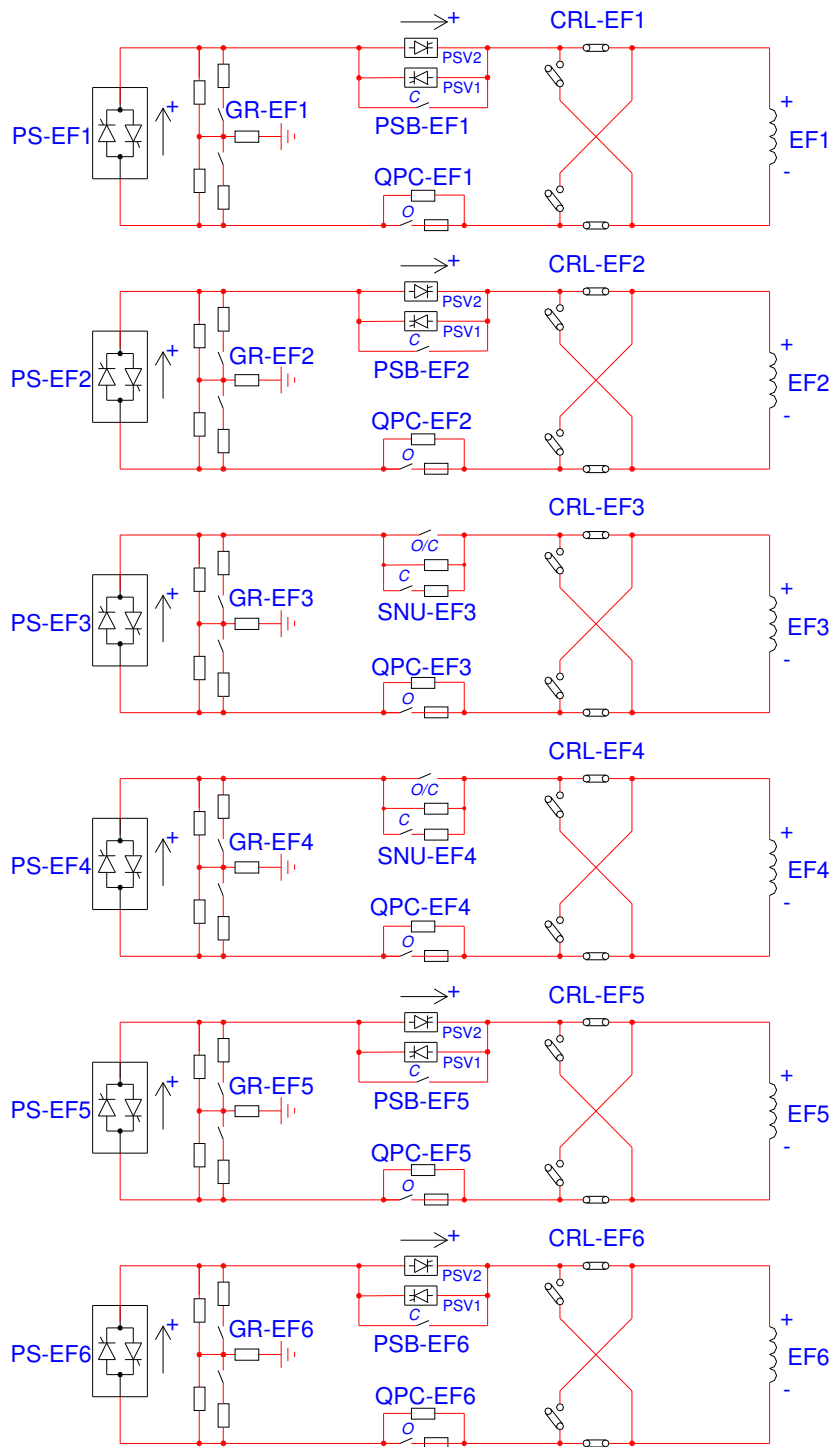 CRL-EF1
+
PSV2
+
PSV1
C
GR-EF1
PSB-EF1
+
PS-EF1
EF1
QPC-EF1
-
O
CRL-EF2
+
PSV2
+
PSV1
C
GR-EF2
PSB-EF2
+
PS-EF2
EF2
QPC-EF2
-
O
CRL-EF3
O/C
+
C
+
GR-EF3
SNU-EF3
PS-EF3
EF3
QPC-EF3
-
O
CRL-EF4
O/C
+
C
+
GR-EF4
SNU-EF4
PS-EF4
EF4
QPC-EF4
-
O
CRL-EF5
+
PSV2
+
PSV1
C
GR-EF5
PSB-EF5
+
PS-EF5
EF5
QPC-EF5
-
O
CRL-EF6
+
PSV2
+
PSV1
C
GR-EF6
PSB-EF6
+
PS-EF6
EF6
QPC-EF6
-
O